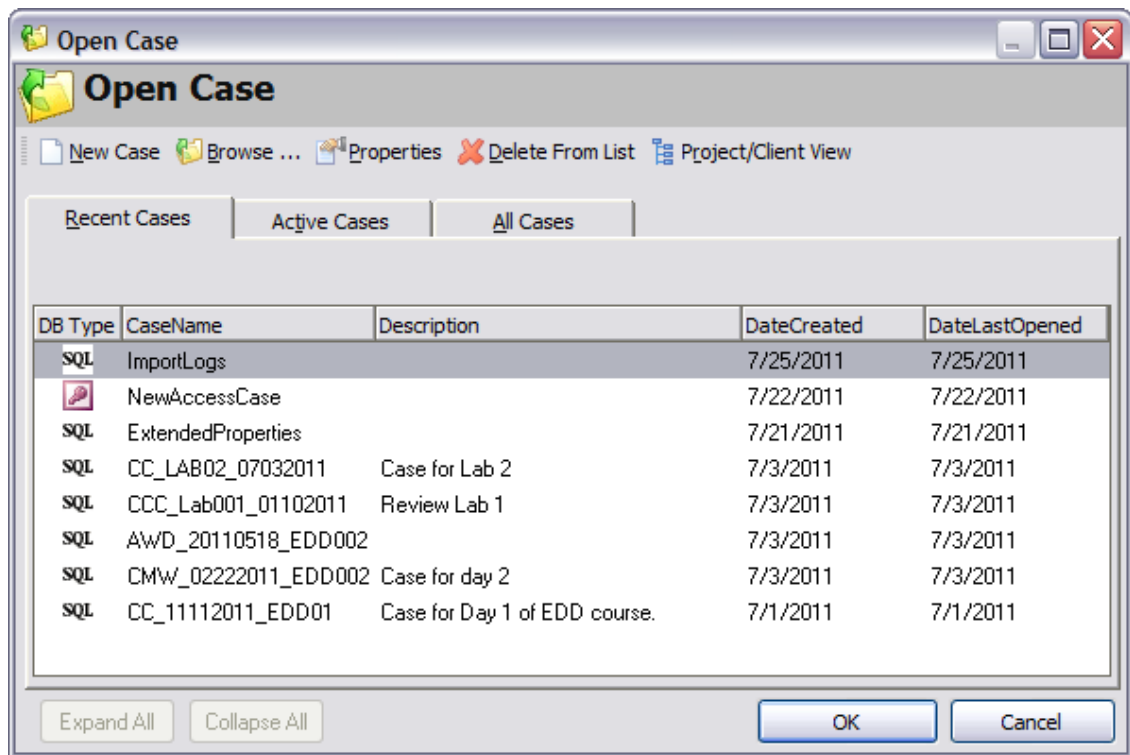 Open Case
Open Case
New Case Browse ... Properties Delete From List Project/Client View
Recent Cases Active Cases All Cases
DB Type CaseName Description DateCreated DateLastOpened
SQL ImportLogs 7/25/2011 7/25/2011
NewAccessCase 7/22/2011 7/22/2011
SQL ExtendedProperties 7/21/2011 7/21/2011
SQL CC_LAB02_07032011 Case for Lab 2 7/3/2011 7/3/2011
SQL CCC_Lab001_01102011 Review Lab 1 7/3/2011 7/3/2011
SQL AWD_20110518_EDD002 7/3/2011 7/3/2011
SQL CMW_02222011_EDD002 Case for day 2 7/3/2011 7/3/2011
SQL CC_11112011_EDD01 Case for Day 1 of EDD course. 7/1/2011 7/1/2011
Expand All Collapse All OK Cancel